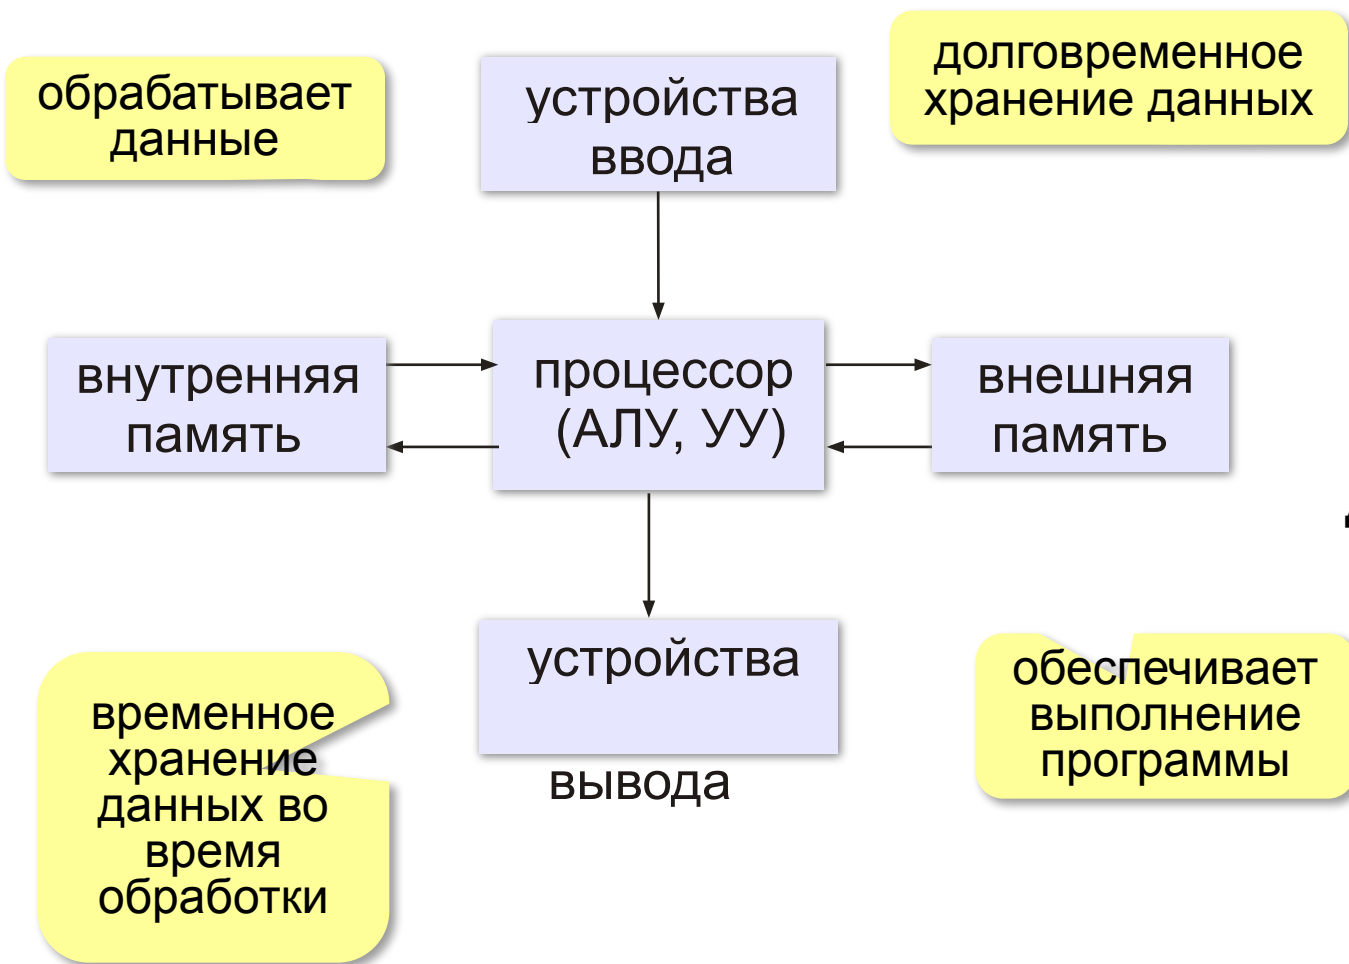 обрабатывает
данные
устройства
ввода
долговременное
хранение данных
внутренняя
память
процессор
(АЛУ, УУ)
внешняя
память
устройства
вывода
временное
хранение
данных во
время
обработки
обеспечивает
выполнение
программы